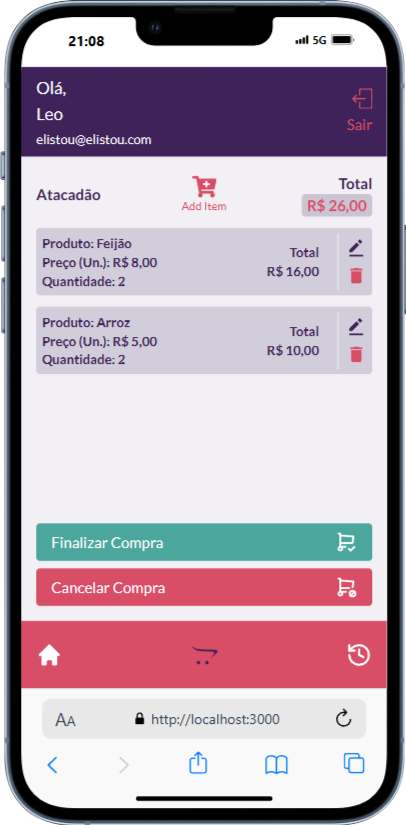 21:08
5G
Olá,
Leo
elistou@elistou.com
Sair
Atacadão
Add Item
Total
R$ 26,00
Produto: Feijão
Preço (Un.): R$ 8,00
Quantidade: 2
Total
R$ 16,00
Produto: Arroz
Preço (Un.): R$ 5,00
Quantidade: 2
Total
R$ 10,00
Finalizar Compra
Cancelar Compra
AA
http://localhost:3000